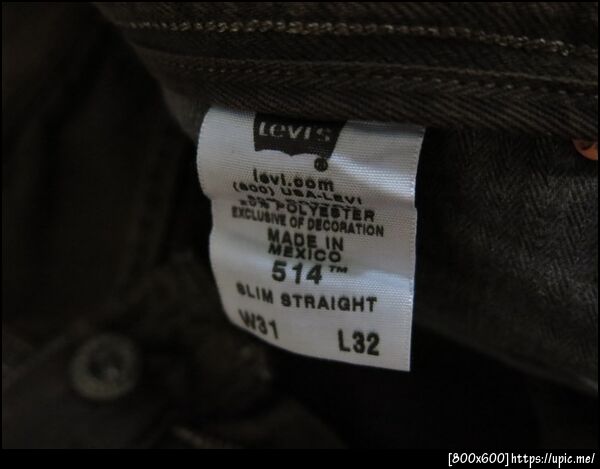 Levi's
®
levi.com
(800) USA-LEVI
POLYESTER
EXCLUSIVE OF DECORATION
MADE IN
MEXICO
514™
SLIM STRAIGHT
W31 L32
[800x600]https://upic.me/